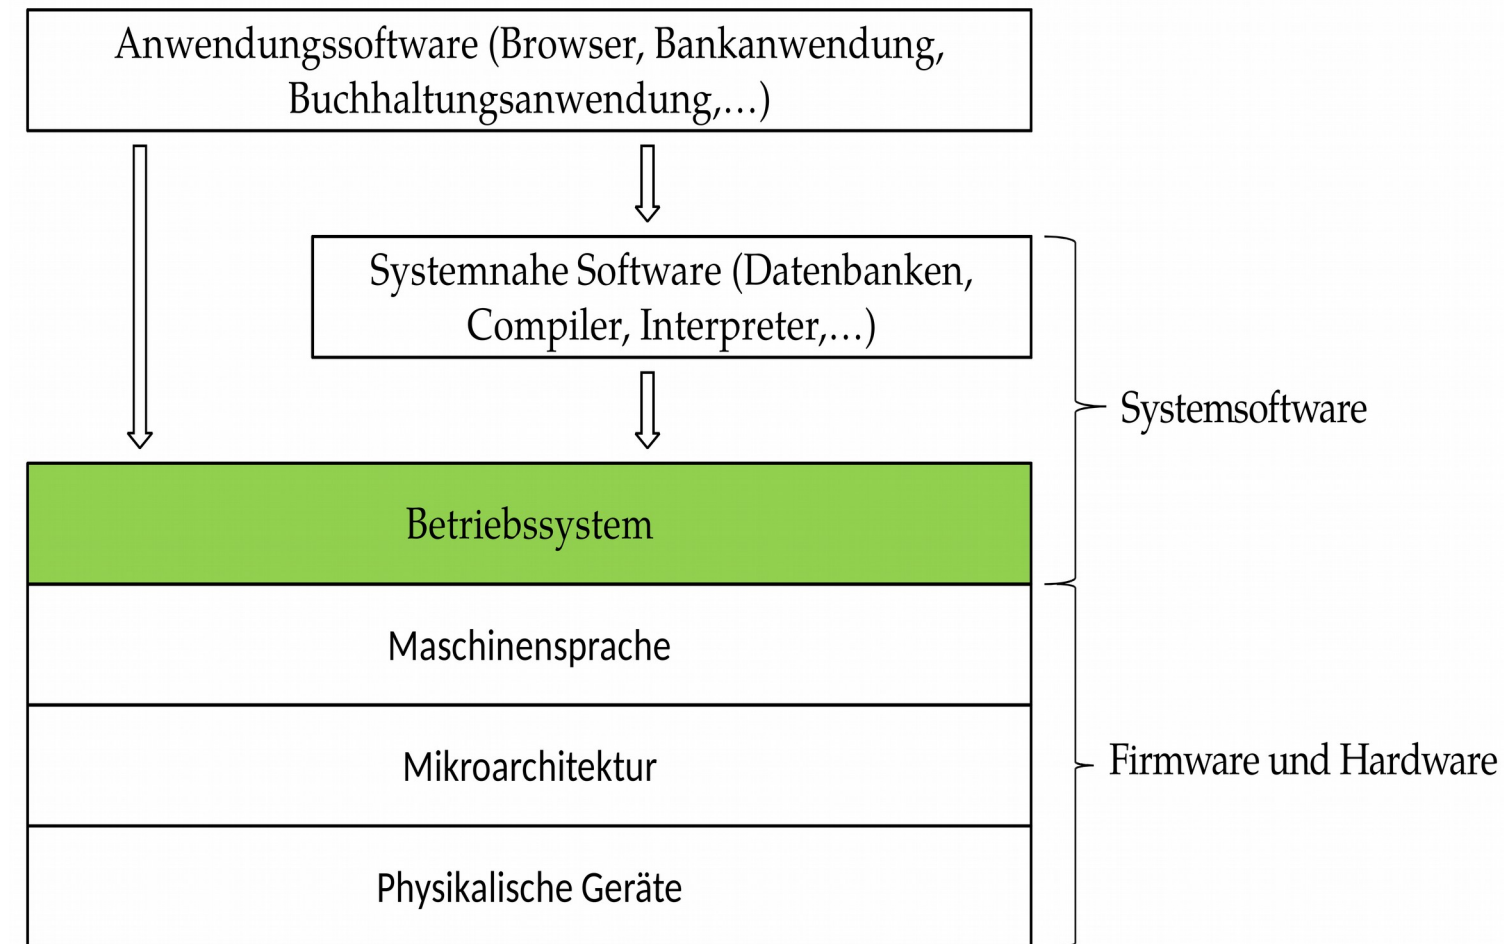 Anwendungssoftware (Browser, Bankanwendung,
Buchhaltungsanwendung,…)
Systemnahe Software (Datenbanken,
Compiler, Interpreter,…)
Systemsoftware
Betriebssystem
Maschinensprache
Mikroarchitektur
Firmware und Hardware
Physikalische Geräte